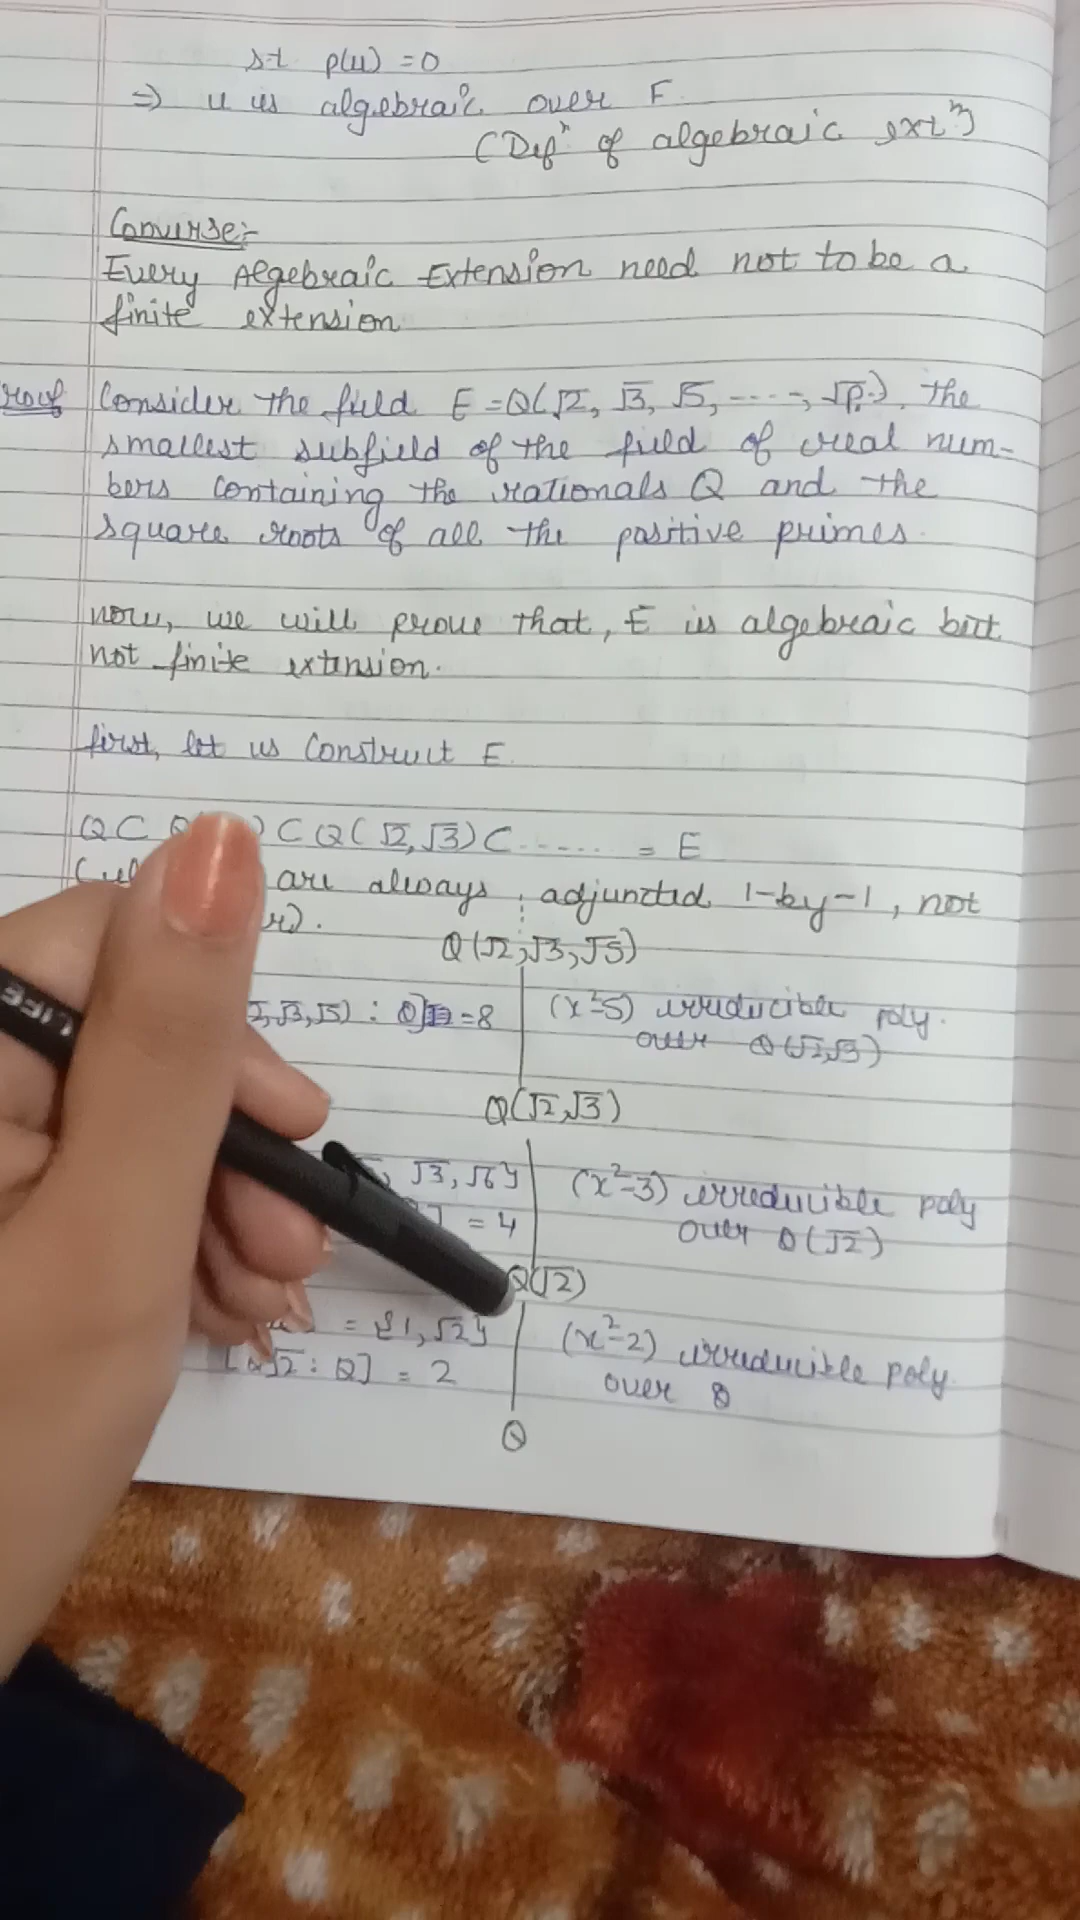 s.t p(u) = 0
=> u is algebraic over F.
(Defⁿ of algebraic extⁿ)
Converse:-
Every Algebraic Extension need not to be a
finite extension
Consider the field E = Q(√2, √3, √5, ----, √p..). The
smallest subfield of the field of real num-
bers containing the rationals Q and the
square roots of all the positive primes.
now, we will prove that, E is algebraic but
not finite extension.
first, let us construct E.
Q ⊂ Q( ) ⊂ Q(√2, √3) ⊂ ...... = E
are always adjuncted 1-by-1, not
Q(√2, √3, √5)
√3, √5) : Q] = 8
(x²-5) irreducible poly.
over Q(√2,√3)
Q(√2, √3)
√3, √6}
= 4
(x²-3) irreducible poly
over Q(√2)
Q(√2)
= {1, √2}
√2 : Q] = 2
(x²-2) irreducible poly.
over Q
Q
LIFE